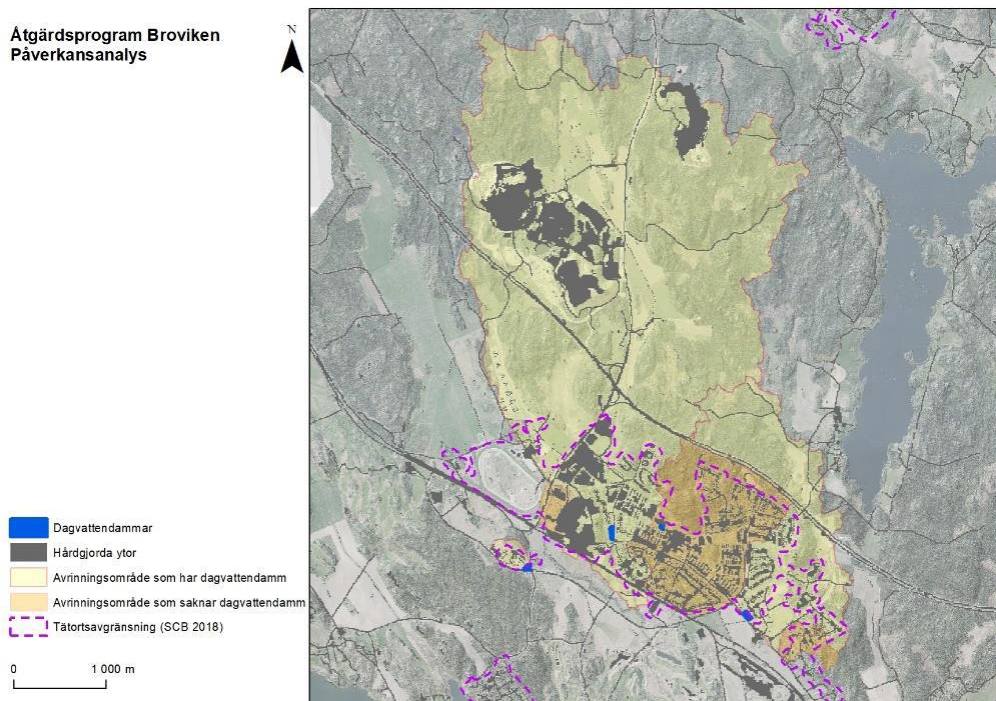 Åtgärdsprogram Broviken
Påverkansanalys
N
Dagvattendammar
Hårdgjorda ytor
Avrinningsområde som har dagvattendamm
Avrinningsområde som saknar dagvattendamm
Tätortsavgränsning (SCB 2018)
0 1 000 m